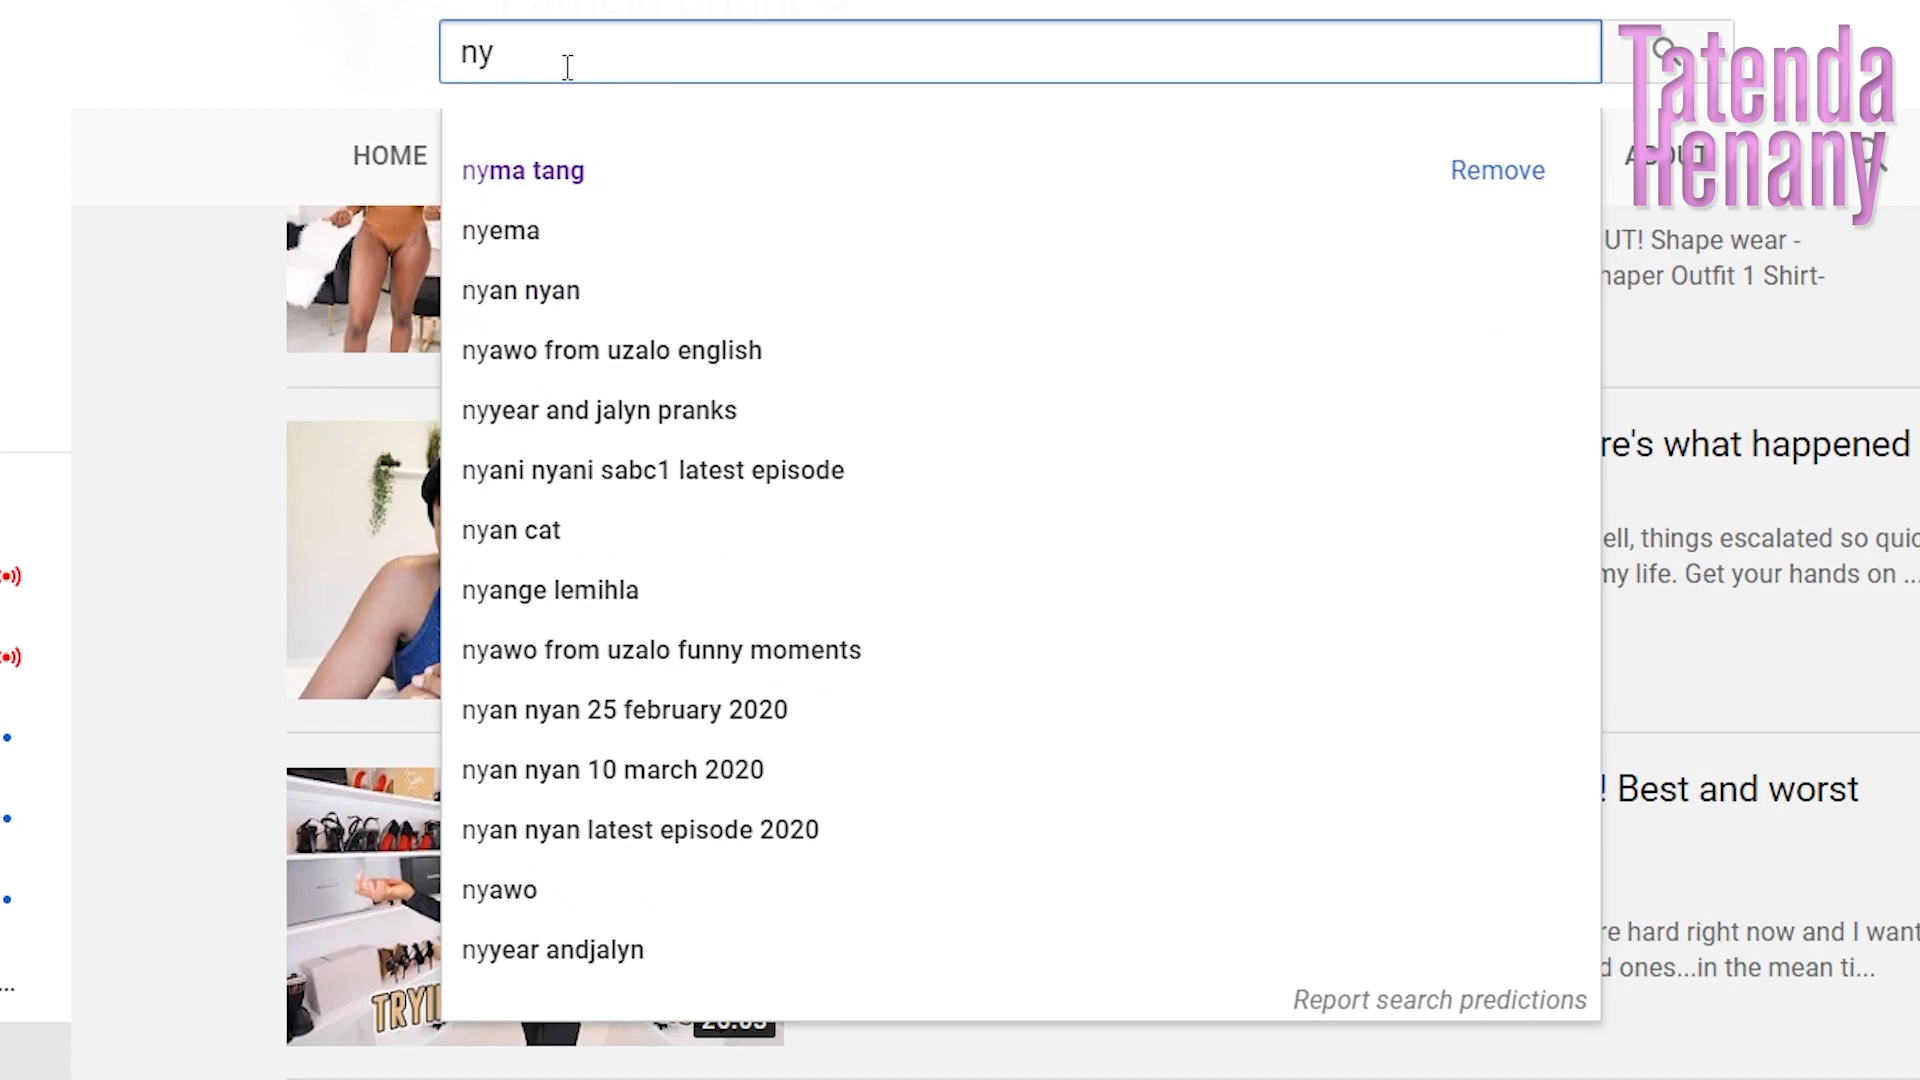 ny
Tatenda
Henany
HOME
ABOUT
nyma tang
Remove
nyema
nyan nyan
nyawo from uzalo english
nyyear and jalyn pranks
nyani nyani sabc1 latest episode
nyan cat
nyange lemihla
nyawo from uzalo funny moments
nyan nyan 25 february 2020
nyan nyan 10 march 2020
nyan nyan latest episode 2020
nyawo
nyyear andjalyn
Report search predictions
UT! Shape wear -
haper Outfit 1 Shirt-
re's what happened
ell, things escalated so quic
my life. Get your hands on ...
! Best and worst
re hard right now and I want
d ones...in the mean ti...
TRYI
...